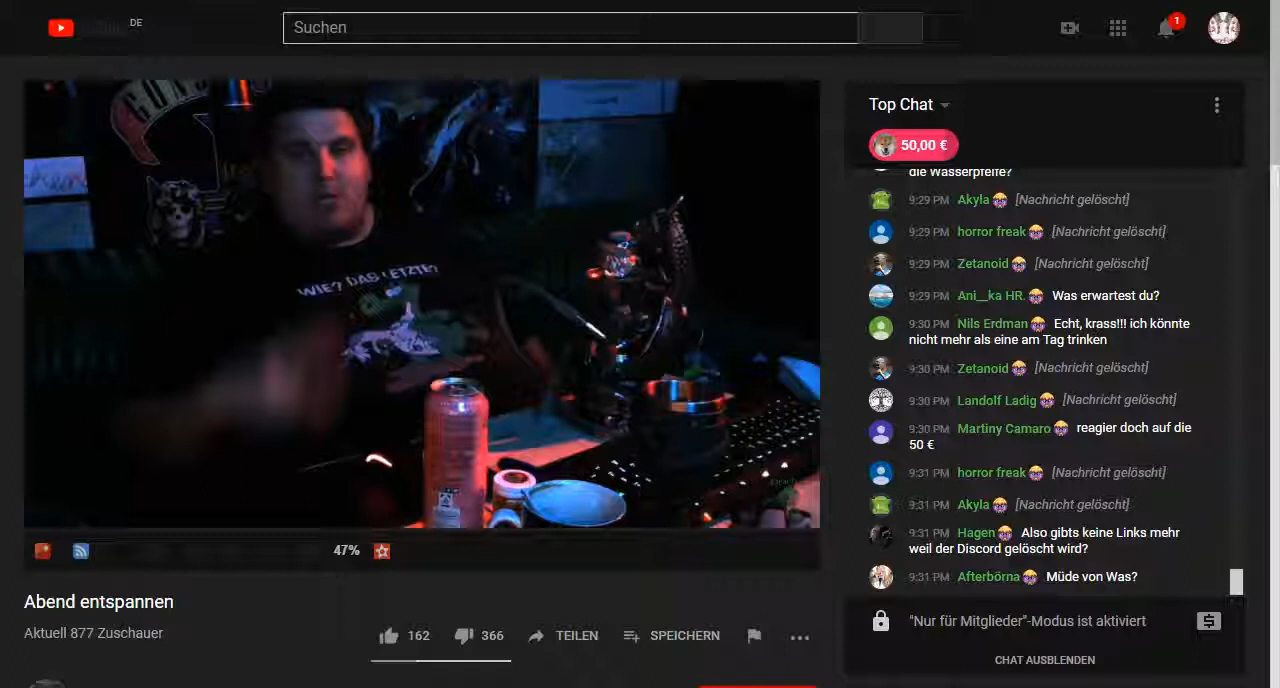 DE
Suchen
1
GUNS
WIE? DAS LETZTE?
47%
Abend entspannen
Aktuell 877 Zuschauer
162
366
TEILEN
SPEICHERN
Top Chat
50,00 €
die Wasserpfeife?
9:29 PM Akyla [Nachricht gelöscht]
9:29 PM horror freak [Nachricht gelöscht]
9:29 PM Zetanoid [Nachricht gelöscht]
9:29 PM Ani__ka HR. Was erwartest du?
9:30 PM Nils Erdman Echt, krass!!! ich könnte
nicht mehr als eine am Tag trinken
9:30 PM Zetanoid [Nachricht gelöscht]
9:30 PM Landolf Ladig [Nachricht gelöscht]
9:30 PM Martiny Camaro reagier doch auf die
50 €
9:31 PM horror freak [Nachricht gelöscht]
9:31 PM Akyla [Nachricht gelöscht]
9:31 PM Hagen Also gibts keine Links mehr
weil der Discord gelöscht wird?
9:31 PM Afterbörna Müde von Was?
"Nur für Mitglieder"-Modus ist aktiviert
CHAT AUSBLENDEN